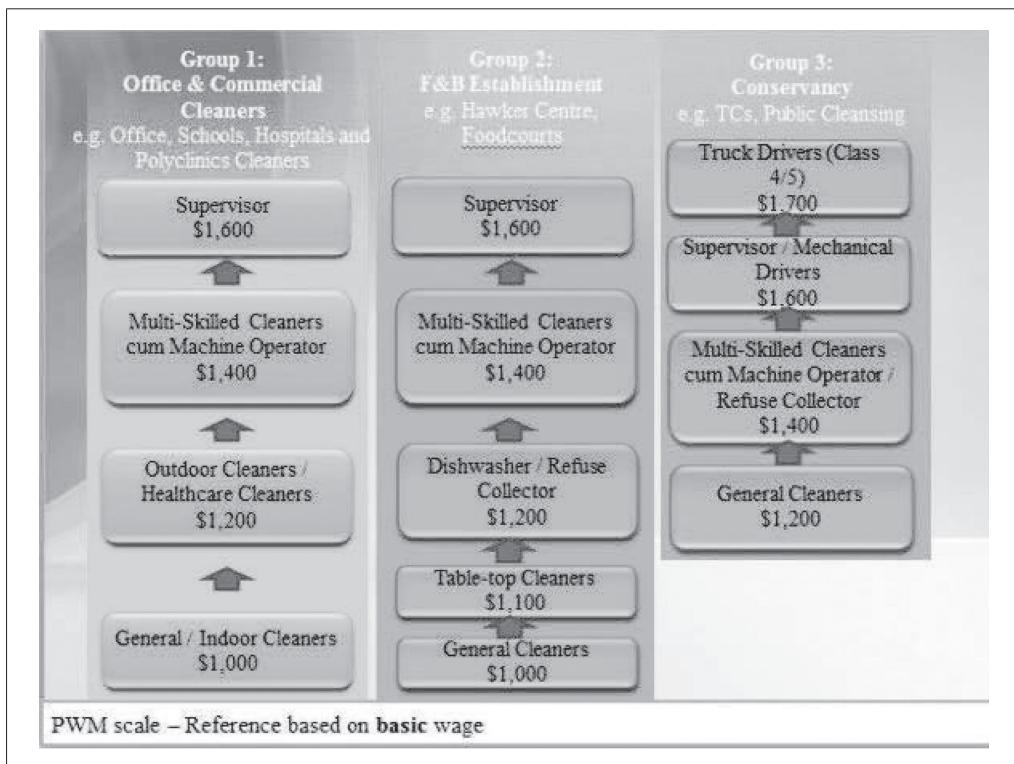 Group 1:
Office & Commercial
Cleaners
e.g. Office, Schools, Hospitals and
Polyclinics Cleaners
Supervisor
$1,600
Multi-Skilled Cleaners
cum Machine Operator
$1,400
Outdoor Cleaners /
Healthcare Cleaners
$1,200
General / Indoor Cleaners
$1,000
Group 2:
F&B Establishment
e.g. Hawker Centre,
Foodcourts
Supervisor
$1,600
Multi-Skilled Cleaners
cum Machine Operator
$1,400
Dishwasher / Refuse
Collector
$1,200
Table-top Cleaners
$1,100
General Cleaners
$1,000
Group 3:
Conservancy
e.g. TCs, Public Cleansing
Truck Drivers (Class
4/5)
$1,700
Supervisor / Mechanical
Drivers
$1,600
Multi-Skilled Cleaners
cum Machine Operator /
Refuse Collector
$1,400
General Cleaners
$1,200
PWM scale – Reference based on basic wage